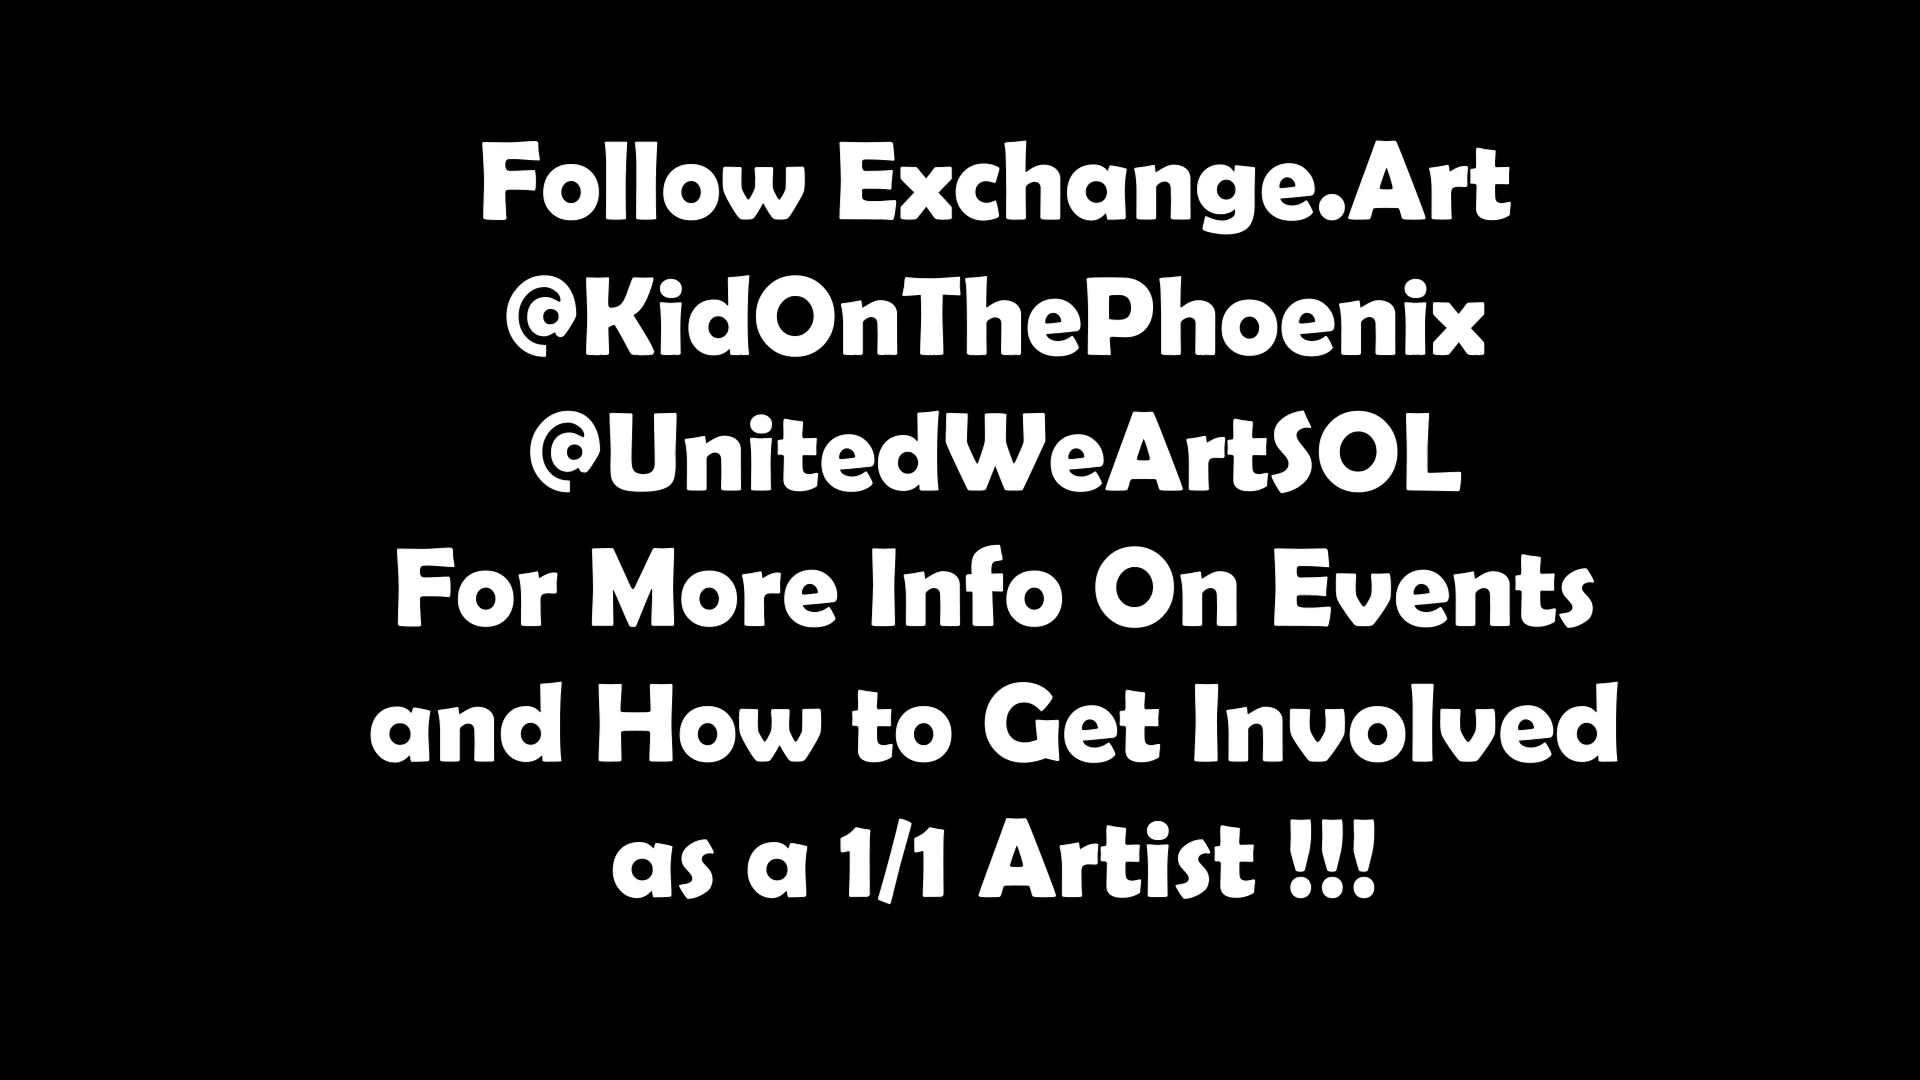 Follow Exchange.Art
@KidOnThePhoenix
@UnitedWeArtSOL
For More Info On Events
and How to Get Involved
as a 1/1 Artist !!!